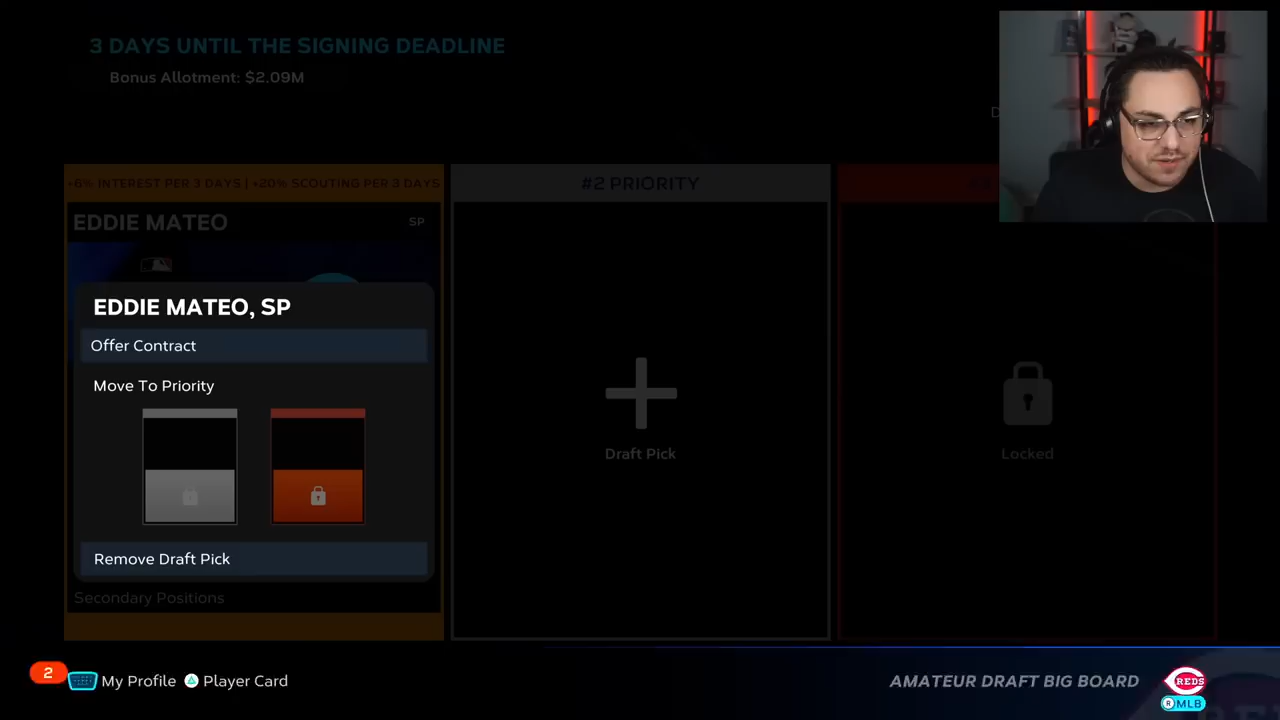 3 DAYS UNTIL THE SIGNING DEADLINE
Bonus Allotment: $2.09M
D
+6% INTEREST PER 3 DAYS | +20% SCOUTING PER 3 DAYS
#2 PRIORITY
EDDIE MATEO
SP
EDDIE MATEO, SP
Offer Contract
Move To Priority
Draft Pick
Locked
Remove Draft Pick
Secondary Positions
2
My Profile
Player Card
AMATEUR DRAFT BIG BOARD
REDS
R MLB